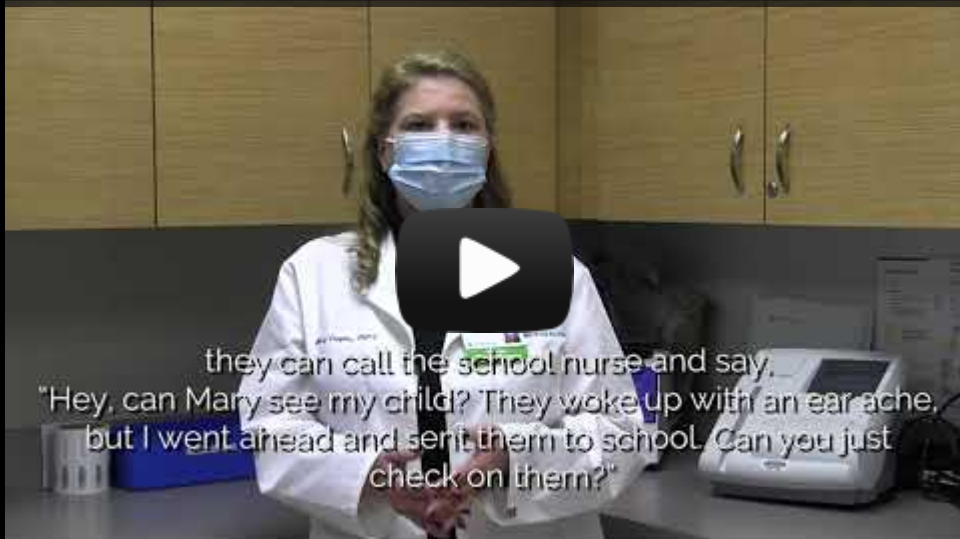 they can call the school nurse and say,
"Hey, can Mary see my child? They woke up with an ear ache,
but I went ahead and sent them to school. Can you just
check on them?"